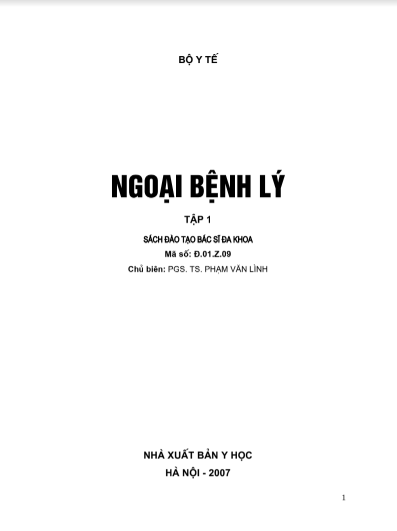 BỘ Y TẾ
NGOẠI BỆNH LÝ
TẬP 1
SÁCH ĐÀO TẠO BÁC SĨ ĐA KHOA
Mã số: Đ.01.Z.09
Chủ biên: PGS. TS. PHẠM VĂN LÌNH
NHÀ XUẤT BẢN Y HỌC
HÀ NỘI - 2007
1